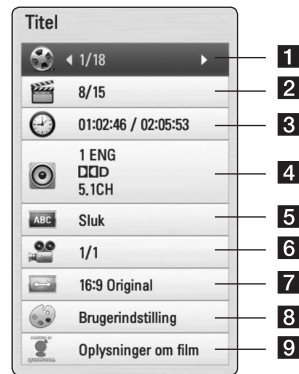 Titel
1/18
1
8/15
2
01:02:46 / 02:05:53
3
1 ENG
DD D
5.1CH
4
ABC
Sluk
5
1/1
6
16:9 Original
7
Brugerindstilling
8
Oplysninger om film
9